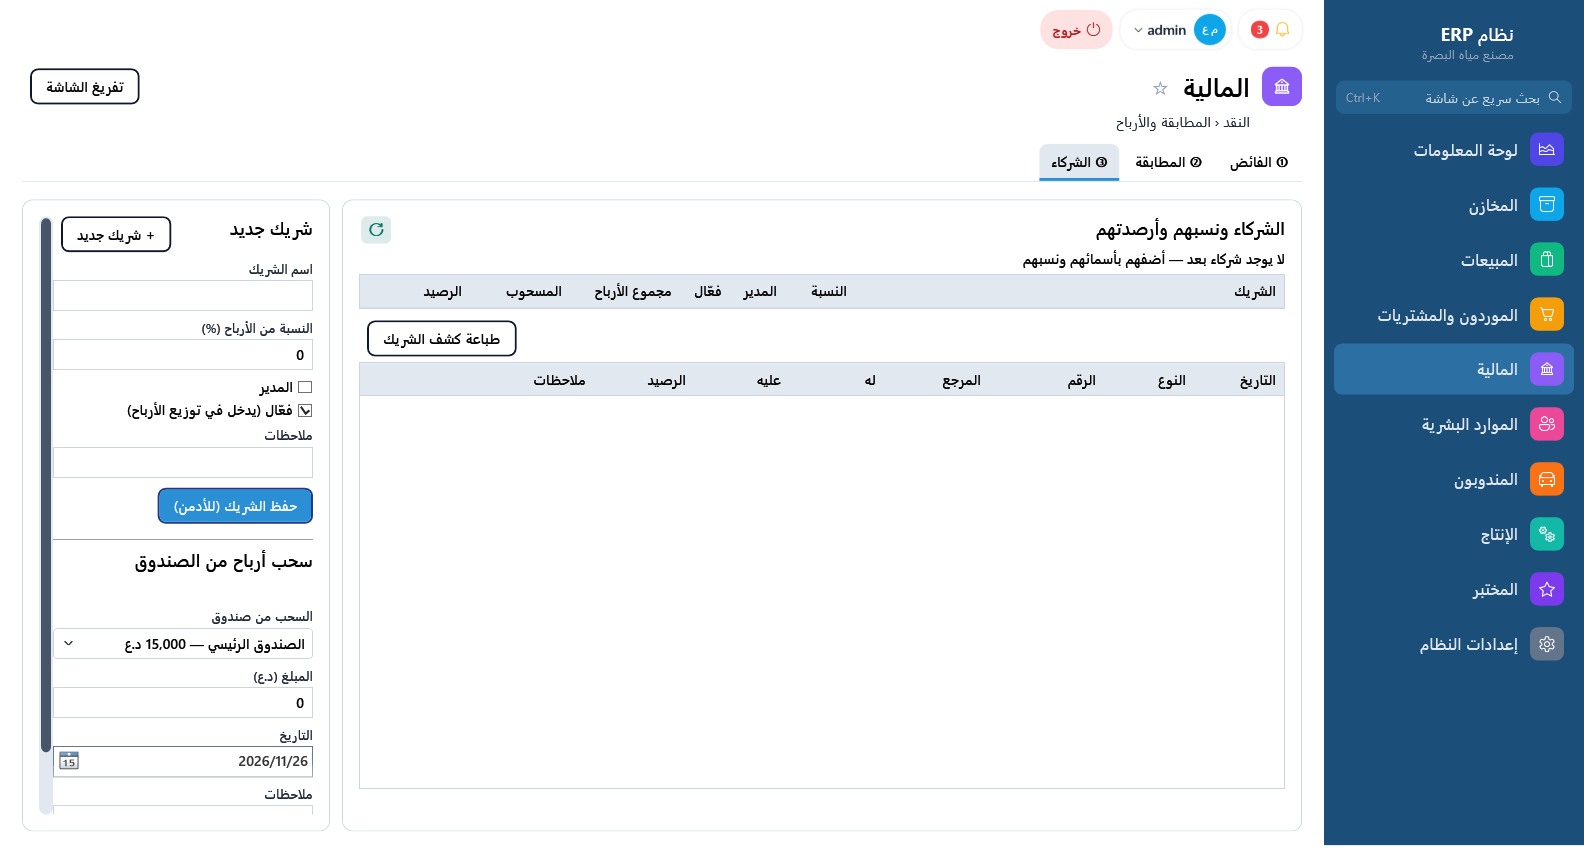 نظام ERP
مصنع مياه البصرة
بحث سريع عن شاشة Ctrl+K
لوحة المعلومات
المخازن
المبيعات
الموردون والمشتريات
المالية
الموارد البشرية
المندوبون
الإنتاج
المختبر
إعدادات النظام
3
م ع admin
خروج
المالية
النقد › المطابقة والأرباح
تفريغ الشاشة
① الفائض
② المطابقة
③ الشركاء
الشركاء ونسبهم وأرصدتهم
لا يوجد شركاء بعد — أضفهم بأسمائهم ونسبهم
الشريك النسبة المدير فعّال مجموع الأرباح المسحوب الرصيد
طباعة كشف الشريك
التاريخ النوع الرقم المرجع له عليه الرصيد ملاحظات
شريك جديد
+ شريك جديد
اسم الشريك
النسبة من الأرباح (%)
0
المدير
فعّال (يدخل في توزيع الأرباح)
ملاحظات
حفظ الشريك (للأدمن)
سحب أرباح من الصندوق
السحب من صندوق
الصندوق الرئيسي — 15,000 د.ع
المبلغ (د.ع)
0
التاريخ
2026/11/26
15
ملاحظات